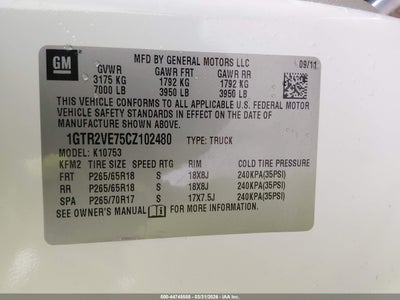 GM
MFD BY GENERAL MOTORS LLC
09/11
GVWR GAWR FRT GAWR RR
3175 KG 1792 KG 1792 KG
7000 LB 3950 LB 3950 LB
THIS VEHICLE CONFORMS TO ALL APPLICABLE U.S. FEDERAL
MOTOR VEHICLE SAFETY AND THEFT PREVENTION STANDARDS IN
EFFECT ON THE DATE OF MANUFACTURE SHOWN ABOVE.
1GTR2VE75CZ102480 TYPE: TRUCK
MODEL: K10753
KFM2 TIRE SIZE SPEED RTG RIM COLD TIRE PRESSURE
FRT P265/65R18 S 18X8J 240KPA(35PSI)
RR P265/65R18 S 18X8J 240KPA(35PSI)
SPA P265/70R17 S 17X7.5J 240KPA(35PSI)
SEE OWNER'S MANUAL FOR MORE INFORMATION.